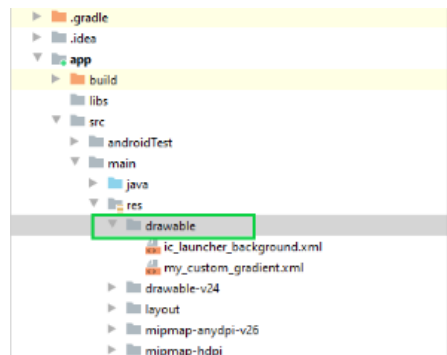 .gradle
.idea
app
build
libs
src
androidTest
main
java
res
drawable
ic_launcher_background.xml
my_custom_gradient.xml
drawable-v24
layout
mipmap-anydpi-v26
mipmap-hdpi